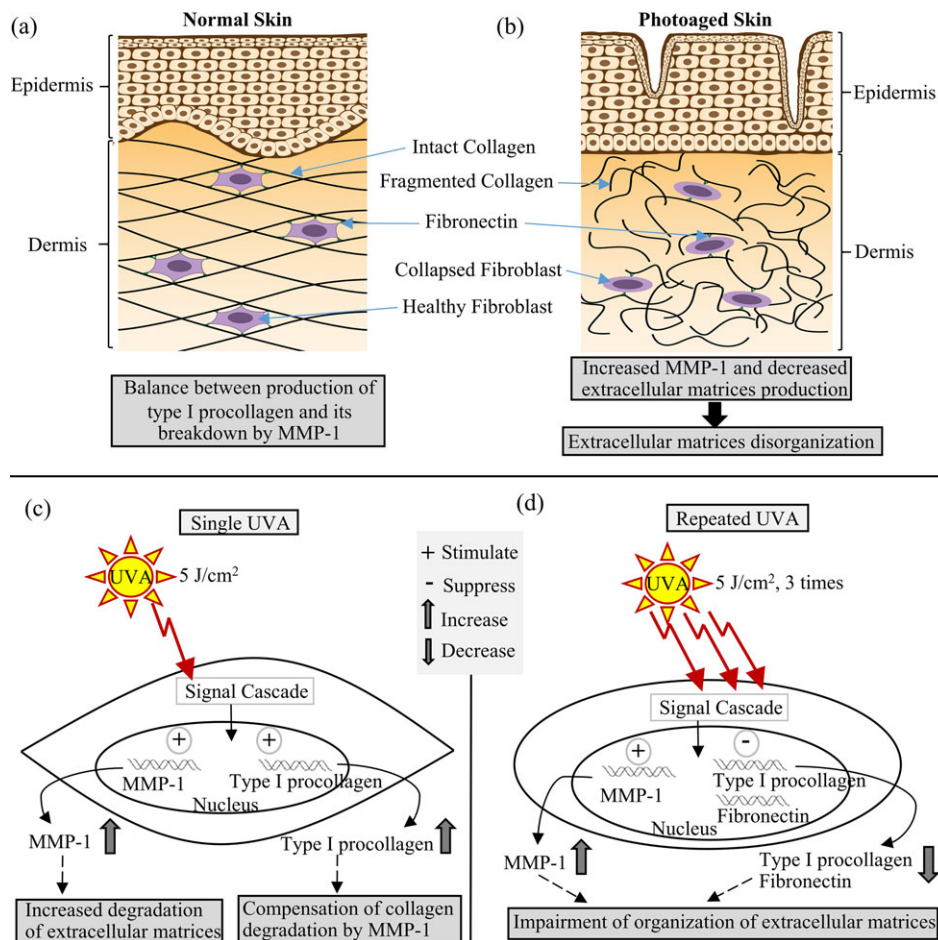 (a)
Normal Skin
Epidermis
Dermis
Intact Collagen
Fragmented Collagen
Fibronectin
Collapsed Fibroblast
Healthy Fibroblast
Balance between production of
type I procollagen and its
breakdown by MMP-1
(b)
Photoaged Skin
Epidermis
Dermis
Increased MMP-1 and decreased
extracellular matrices production
Extracellular matrices disorganization
(c)
Single UVA
UVA
5 J/cm²
Signal Cascade
+
+
MMP-1
Type I procollagen
Nucleus
MMP-1
Type I procollagen
Increased degradation
of extracellular matrices
Compensation of collagen
degradation by MMP-1
+ Stimulate
- Suppress
Increase
Decrease
(d)
Repeated UVA
UVA
5 J/cm², 3 times
Signal Cascade
+
-
MMP-1
Type I procollagen
Fibronectin
Nucleus
MMP-1
Type I procollagen
Fibronectin
Impairment of organization of extracellular matrices